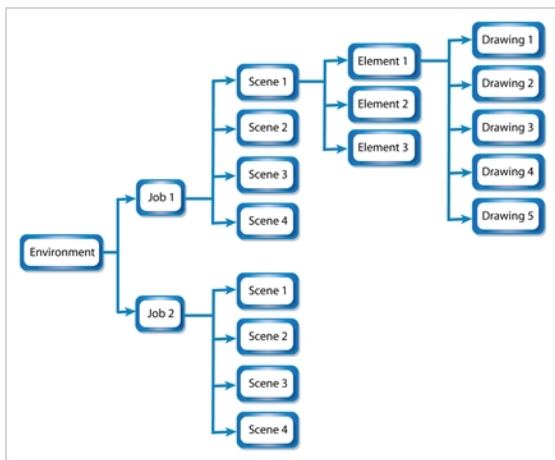 Environment
Job 1
Scene 1
Element 1
Drawing 1
Drawing 2
Drawing 3
Drawing 4
Drawing 5
Element 2
Element 3
Scene 2
Scene 3
Scene 4
Job 2
Scene 1
Scene 2
Scene 3
Scene 4